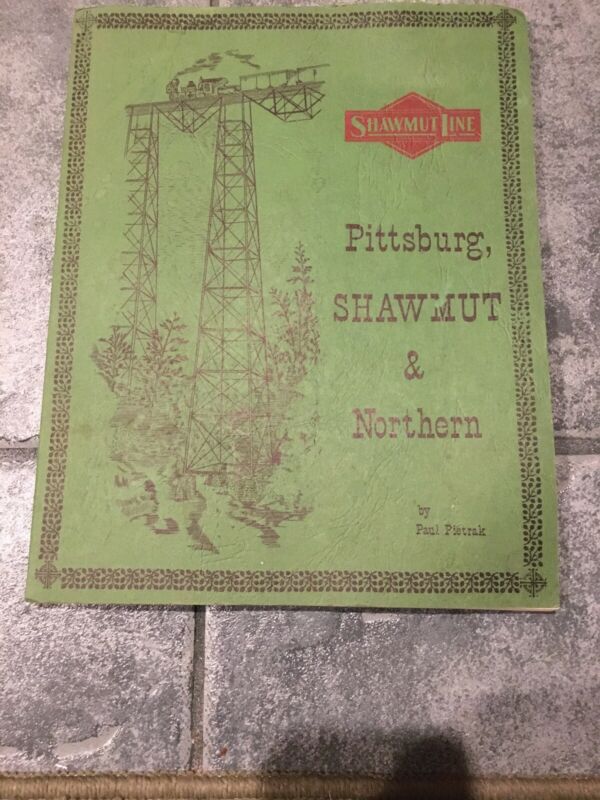 SHAWMUT LINE
Pittsburg,
SHAWMUT
&
Northern
by
Paul Pietrak